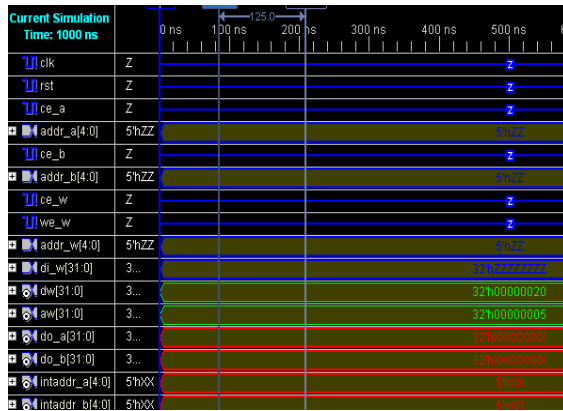 Current Simulation
Time: 1000 ns
125.0
0 ns 100 ns 200 ns 300 ns 400 ns 500 ns
clk Z Z
rst Z Z
ce_a Z Z
addr_a[4:0] 5'hZZ 5'hZZ
ce_b Z Z
addr_b[4:0] 5'hZZ 5'hZZ
ce_w Z Z
we_w Z Z
addr_w[4:0] 5'hZZ 5'hZZ
di_w[31:0] 3... 32'hZZZZZZZZ
dw[31:0] 3... 32'h00000020
aw[31:0] 3... 32'h00000005
do_a[31:0] 3... 32'hXXXXXXXX
do_b[31:0] 3... 32'hXXXXXXXX
intaddr_a[4:0] 5'hXX 5'hXX
intaddr_b[4:0] 5'hXX 5'hXX